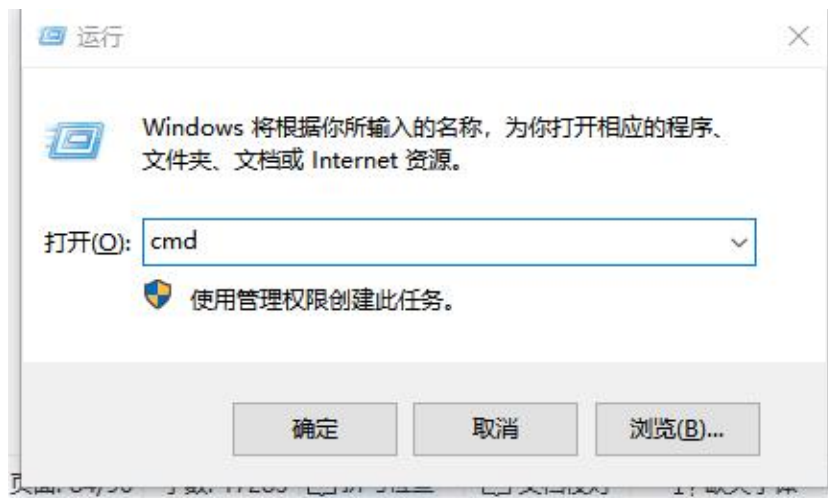 运行
Windows 将根据你所输入的名称，为你打开相应的程序、
文件夹、文档或 Internet 资源。
打开(O): cmd
使用管理权限创建此任务。
确定 取消 浏览(B)...